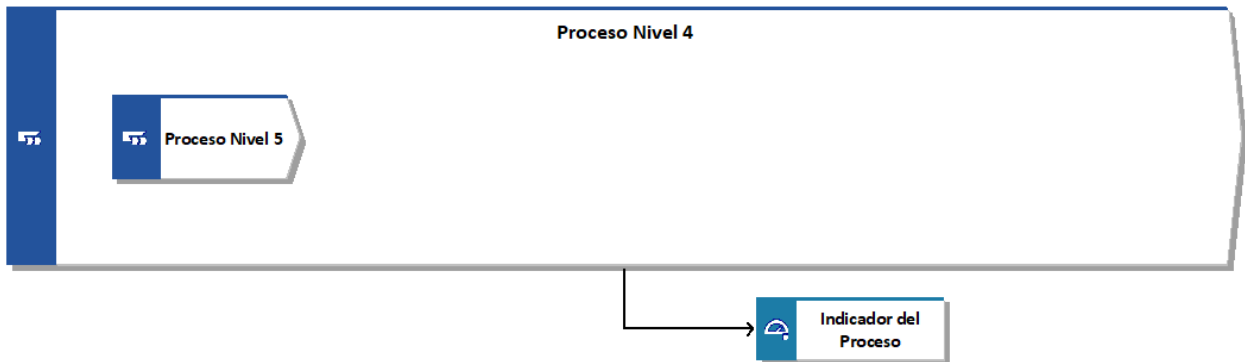 Proceso Nivel 4
Proceso Nivel 5
Indicador del
Proceso